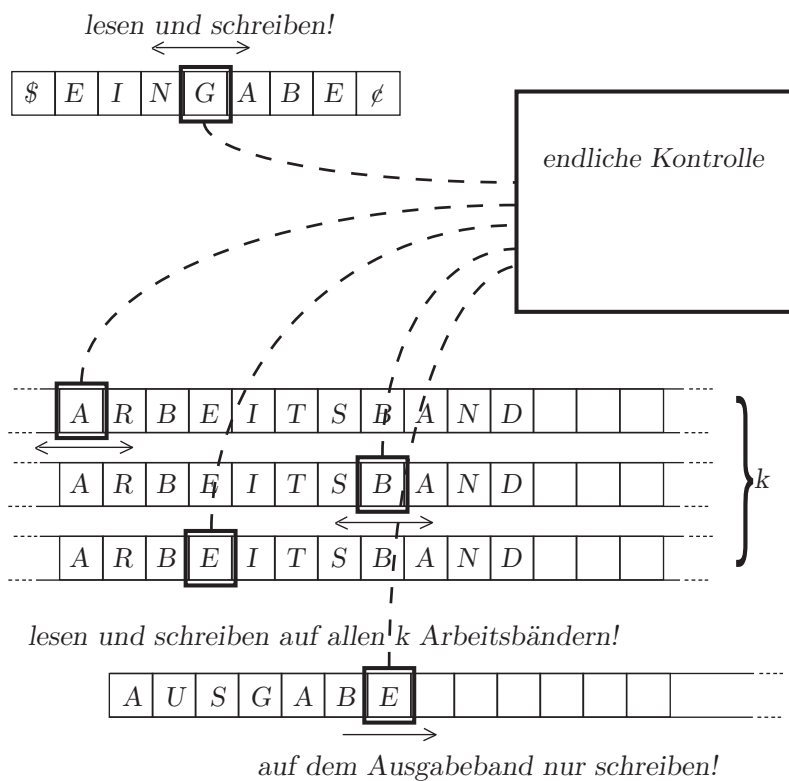 lesen und schreiben!
$ E I N G A B E ¢
endliche Kontrolle
A R B E I T S B A N D
A R B E I T S B A N D
k
A R B E I T S B A N D
lesen und schreiben auf allen k Arbeitsbändern!
A U S G A B E
auf dem Ausgabeband nur schreiben!